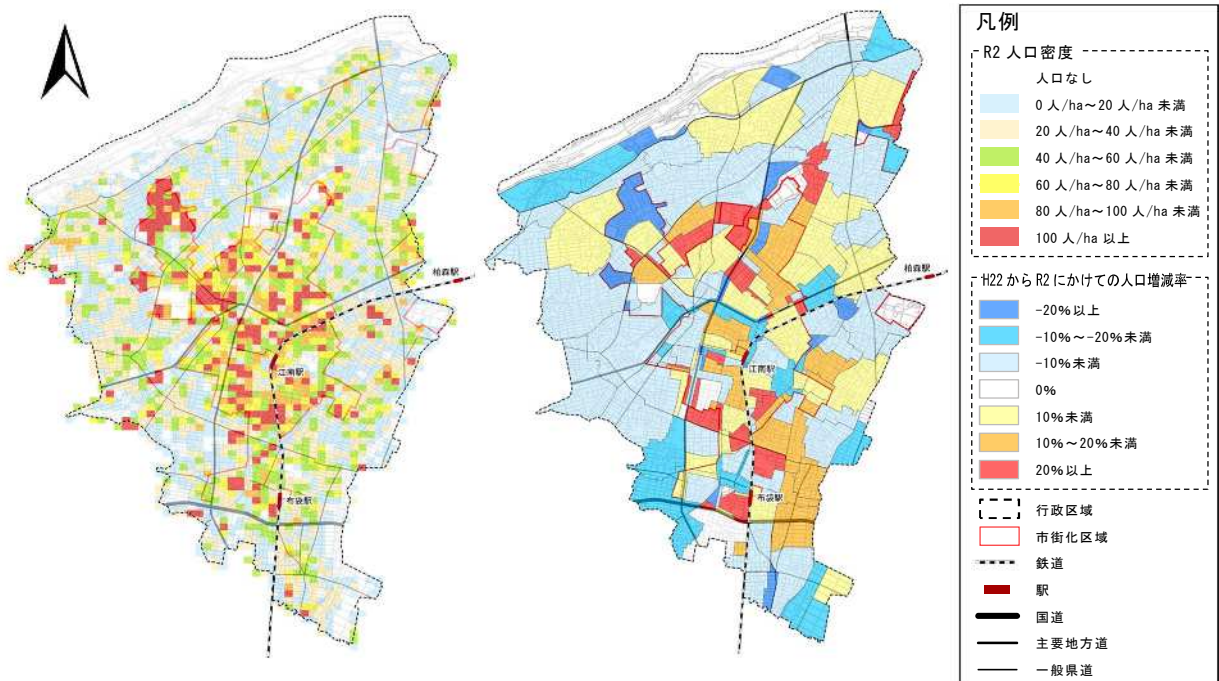 柏森駅
江南駅
布袋駅
柏森駅
江南駅
布袋駅
凡例
R2 人口密度
人口なし
0 人/ha～20 人/ha 未満
20 人/ha～40 人/ha 未満
40 人/ha～60 人/ha 未満
60 人/ha～80 人/ha 未満
80 人/ha～100 人/ha 未満
100 人/ha 以上
H22 から R2 にかけての人口増減率
-20%以上
-10%～-20%未満
-10%未満
0%
10%未満
10%～20%未満
20%以上
行政区域
市街化区域
鉄道
駅
国道
主要地方道
一般県道